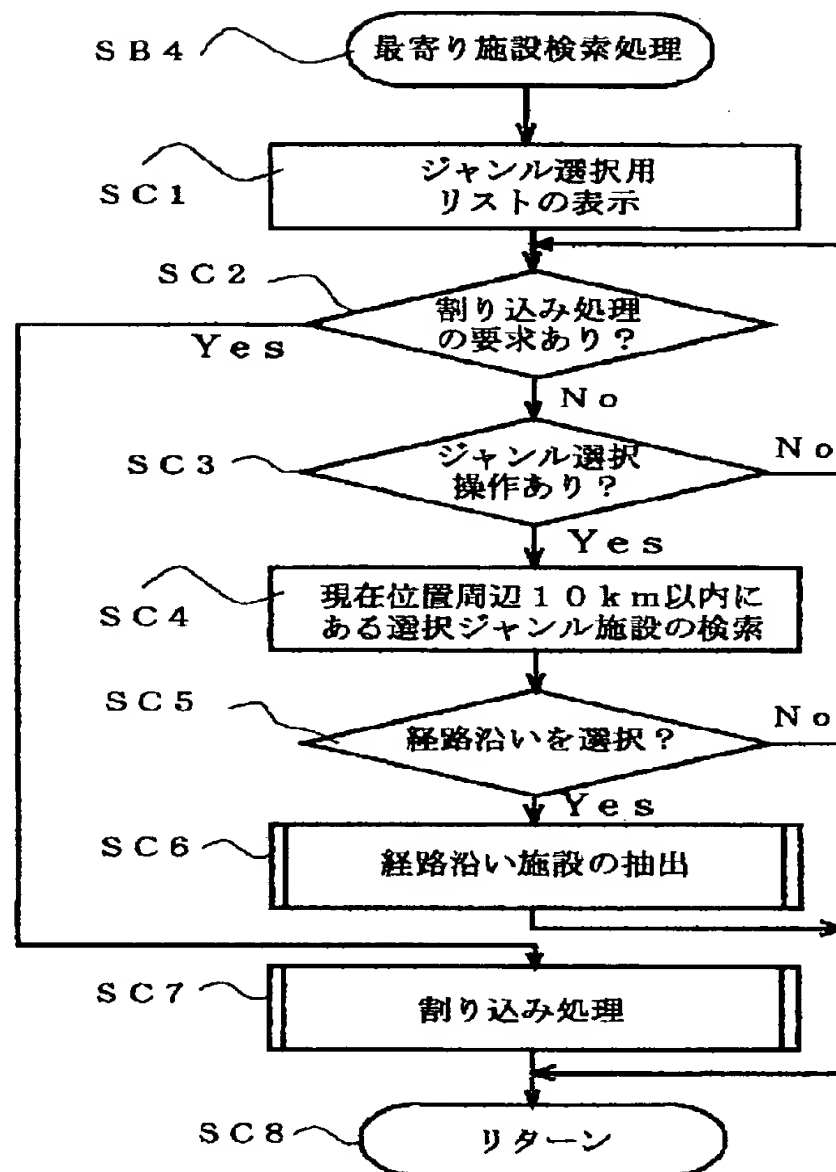 SB4
最寄り施設検索処理
SC1
ジャンル選択用
リストの表示
SC2
割り込み処理
の要求あり？
Yes
No
SC3
ジャンル選択
操作あり？
No
Yes
SC4
現在位置周辺１０ｋｍ以内に
ある選択ジャンル施設の検索
SC5
経路沿いを選択？
No
Yes
SC6
経路沿い施設の抽出
SC7
割り込み処理
SC8
リターン